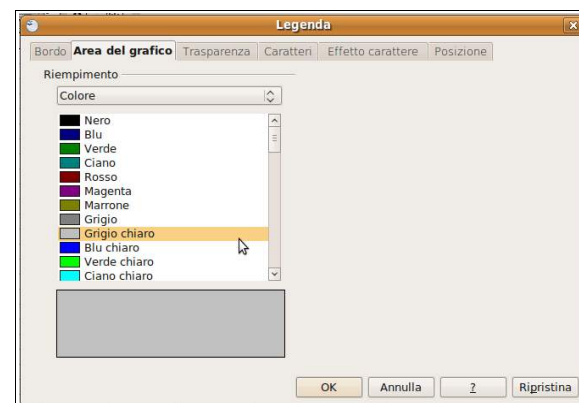 Legenda
Bordo Area del grafico Trasparenza Caratteri Effetto carattere Posizione
Riempimento
Colore
Nero
Blu
Verde
Ciano
Rosso
Magenta
Marrone
Grigio
Grigio chiaro
Blu chiaro
Verde chiaro
Ciano chiaro
OK Annulla ? Ripristina